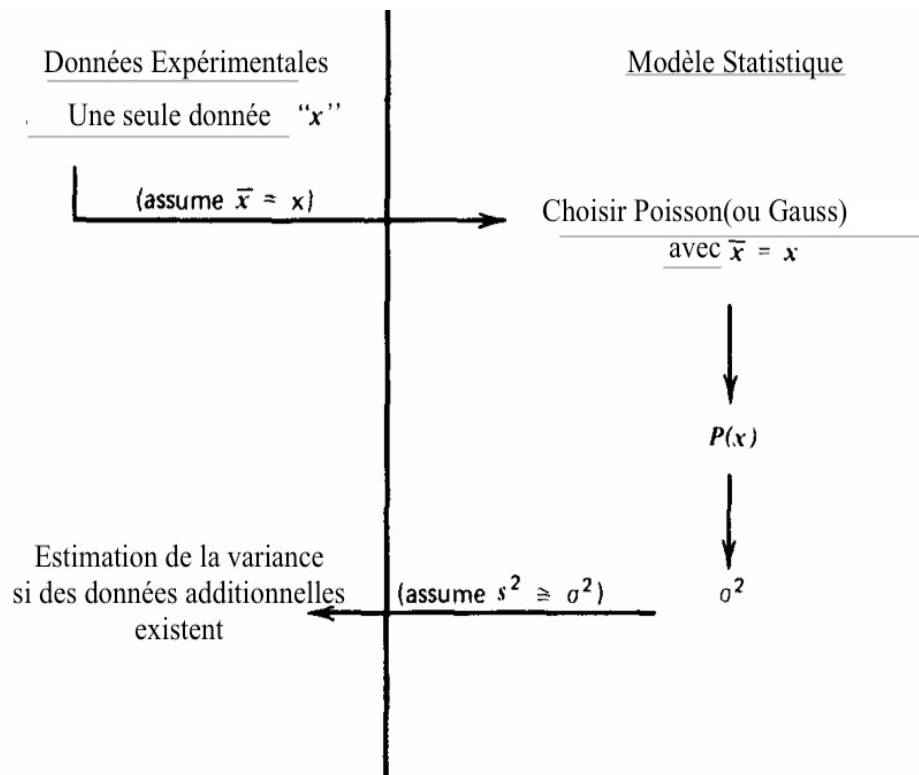 Données Expérimentales
Une seule donnée “x”
(assume x̄ = x)
Modèle Statistique
Choisir Poisson(ou Gauss)
avec x̄ = x
P(x)
σ²
(assume s² ≅ σ²)
Estimation de la variance
si des données additionnelles
existent